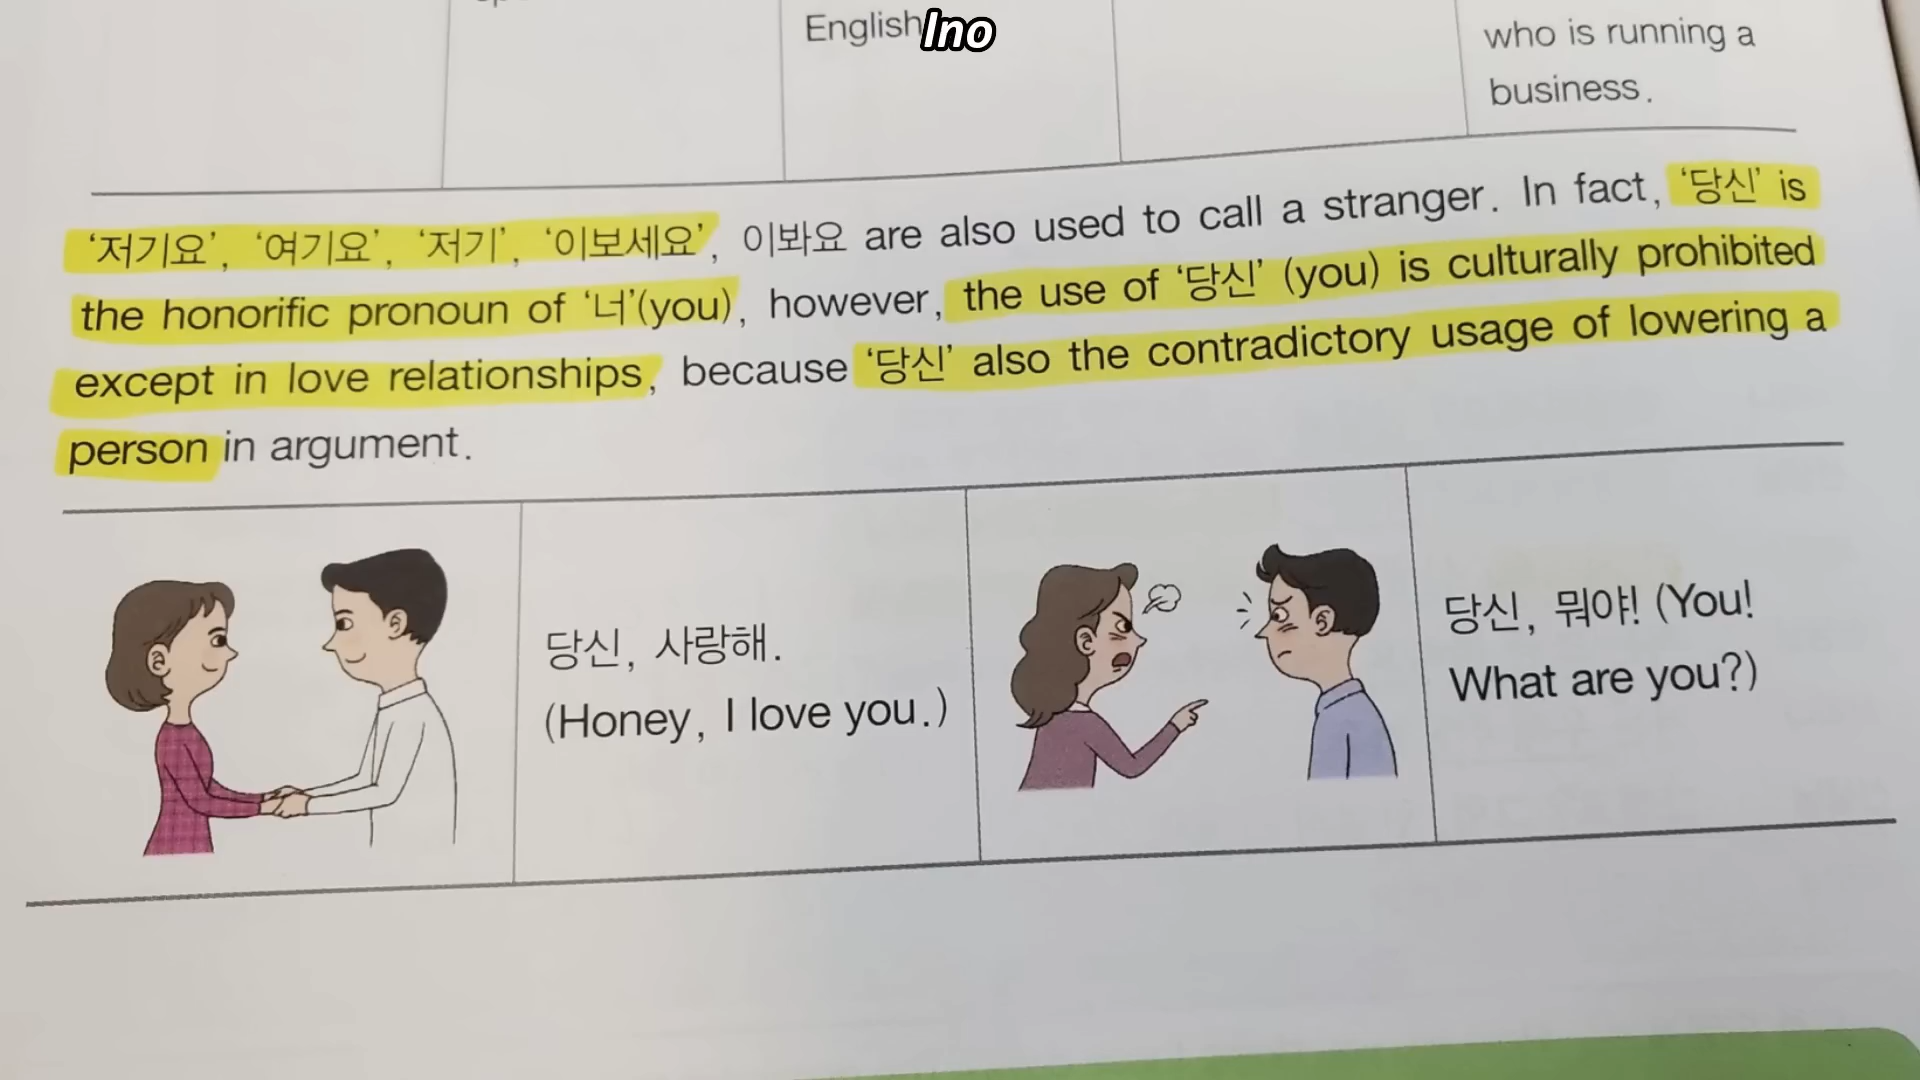 English
Ino
who is running a
business.
‘저기요’, ‘여기요’, ‘저기’, ‘이보세요’, 이봐요 are also used to call a stranger. In fact, ‘당신’ is
the honorific pronoun of ‘너’(you), however, the use of ‘당신’ (you) is culturally prohibited
except in love relationships, because ‘당신’ also the contradictory usage of lowering a
person in argument.
당신, 사랑해.
(Honey, I love you.)
당신, 뭐야! (You!
What are you?)